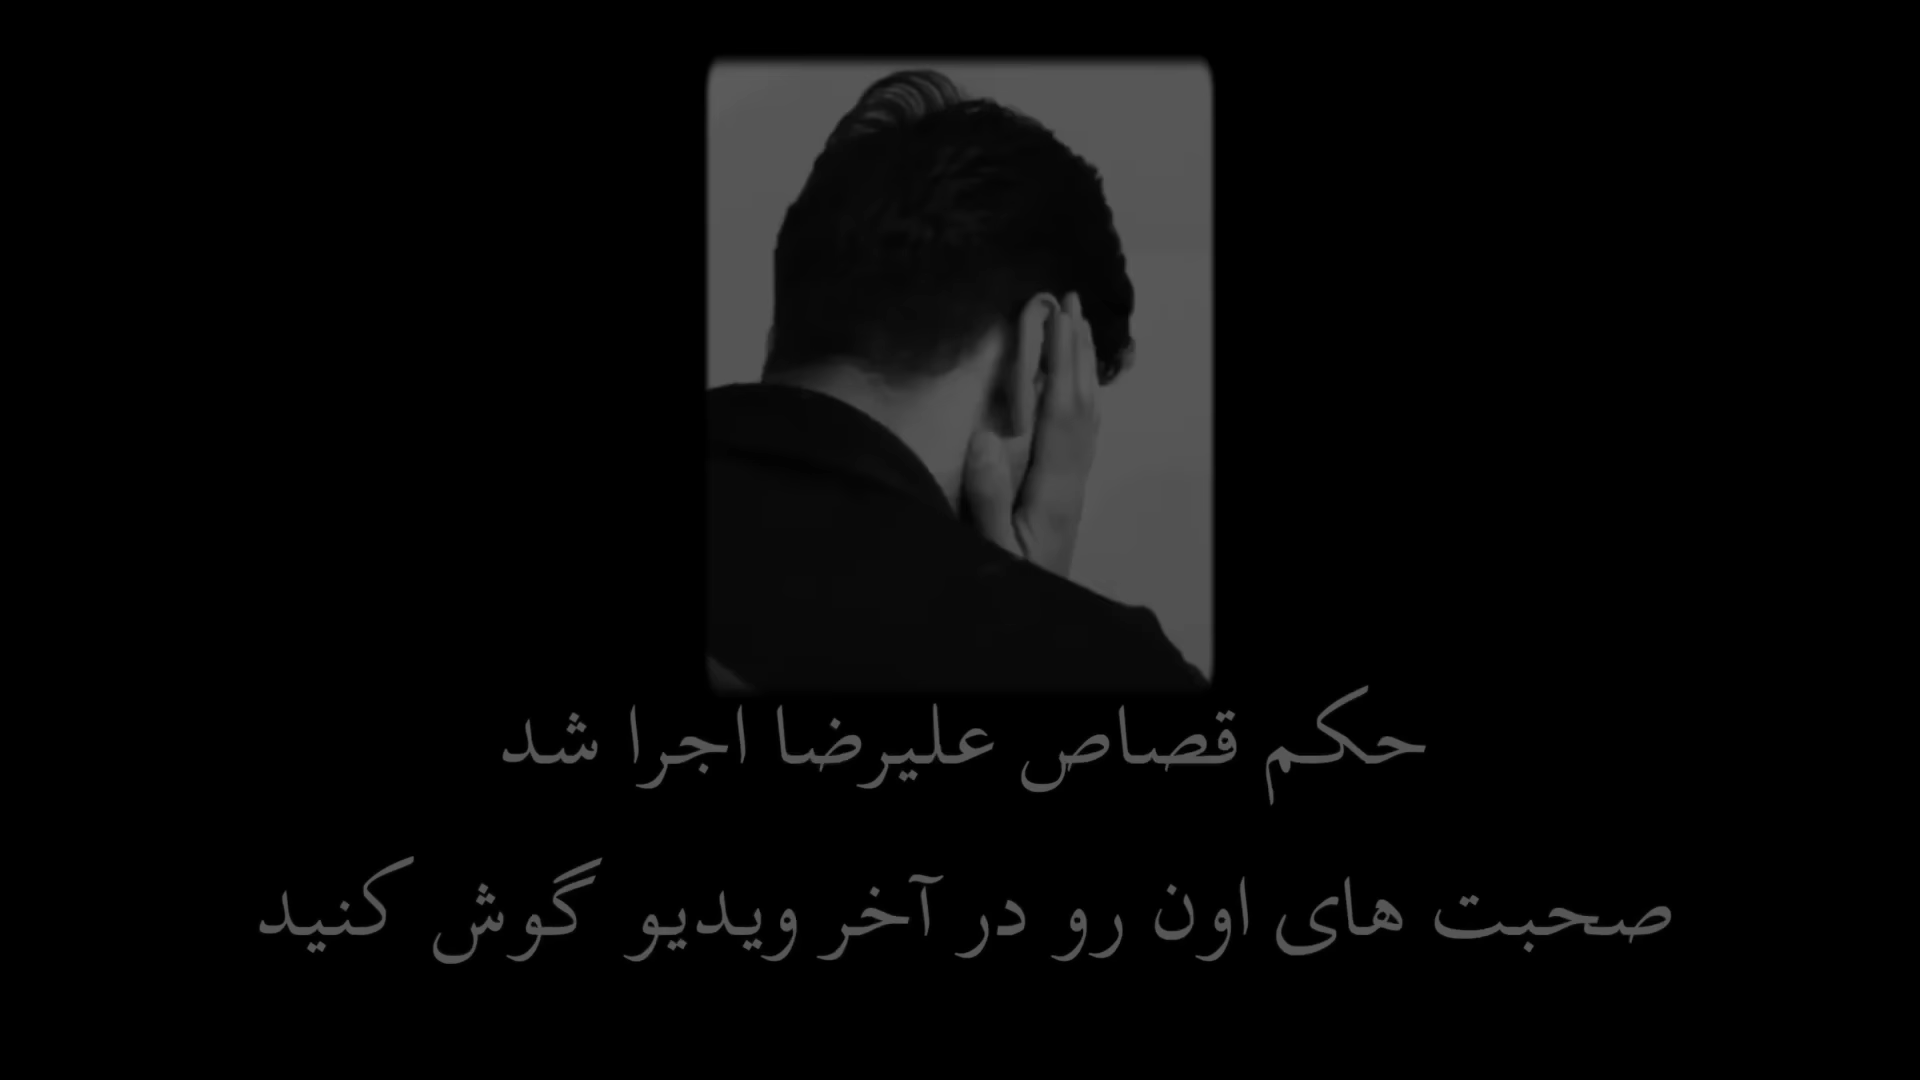 حکم قصاص علیرضا اجرا شد
صحبت های اون رو در آخر ویدیو گوش کنید